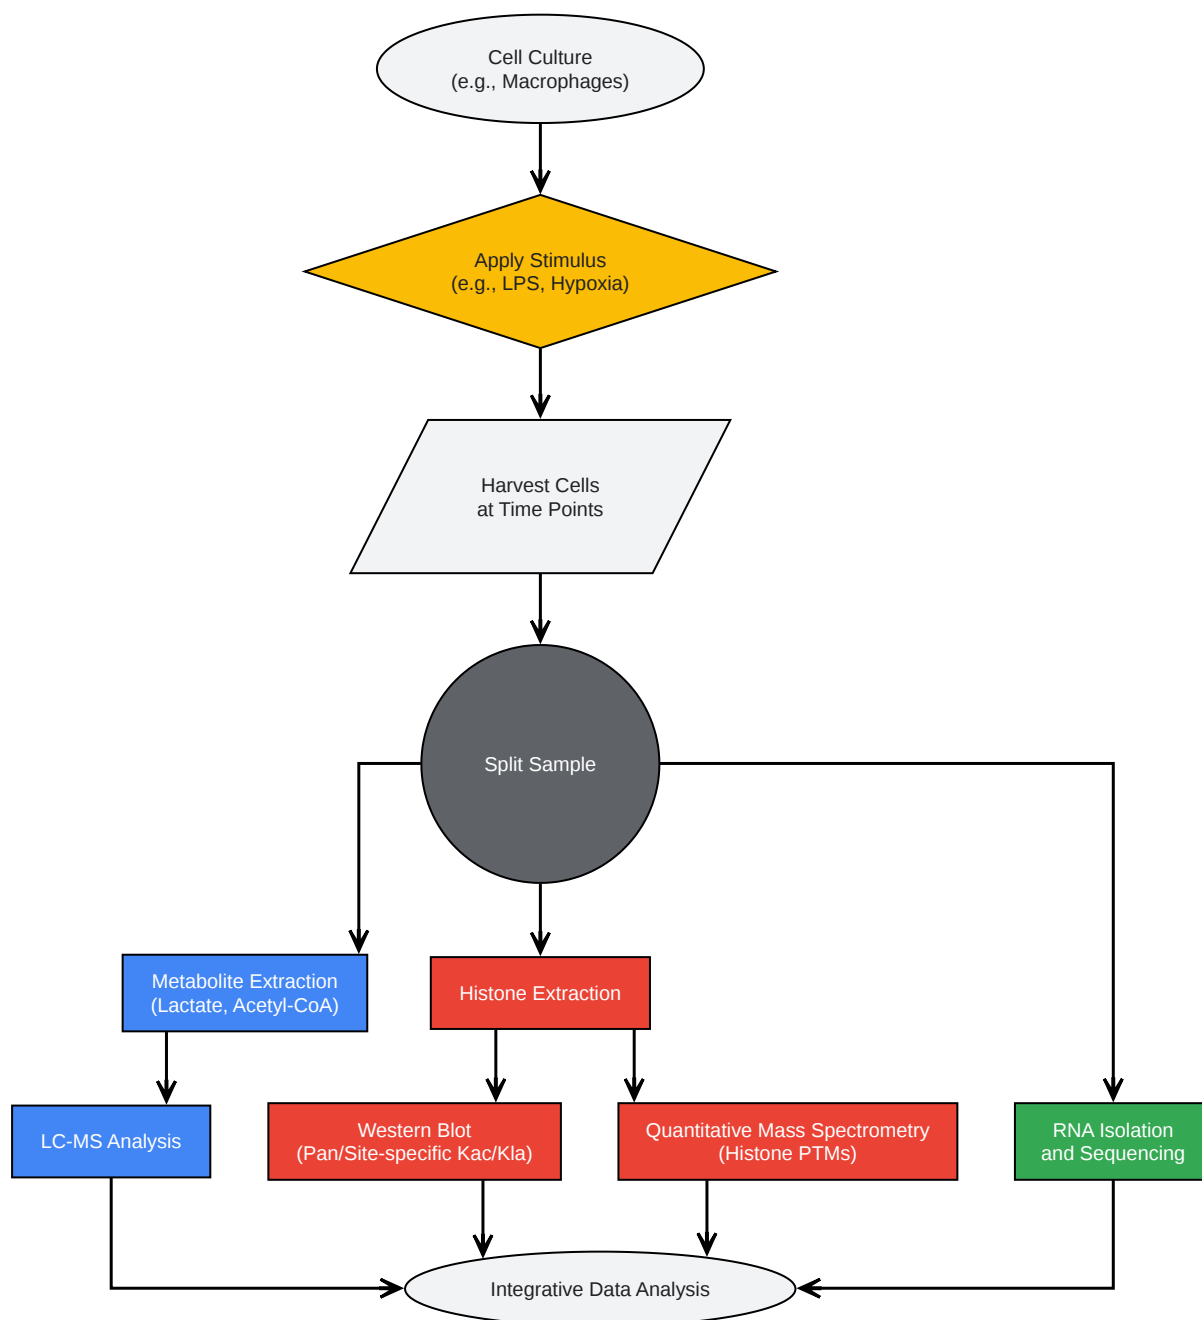 Cell Culture
(e.g., Macrophages)
Apply Stimulus
(e.g., LPS, Hypoxia)
Harvest Cells
at Time Points
Split Sample
Metabolite Extraction
(Lactate, Acetyl-CoA)
Histone Extraction
LC-MS Analysis
Western Blot
(Pan/Site-specific Kac/Kla)
Quantitative Mass Spectrometry
(Histone PTMs)
RNA Isolation
and Sequencing
Integrative Data Analysis